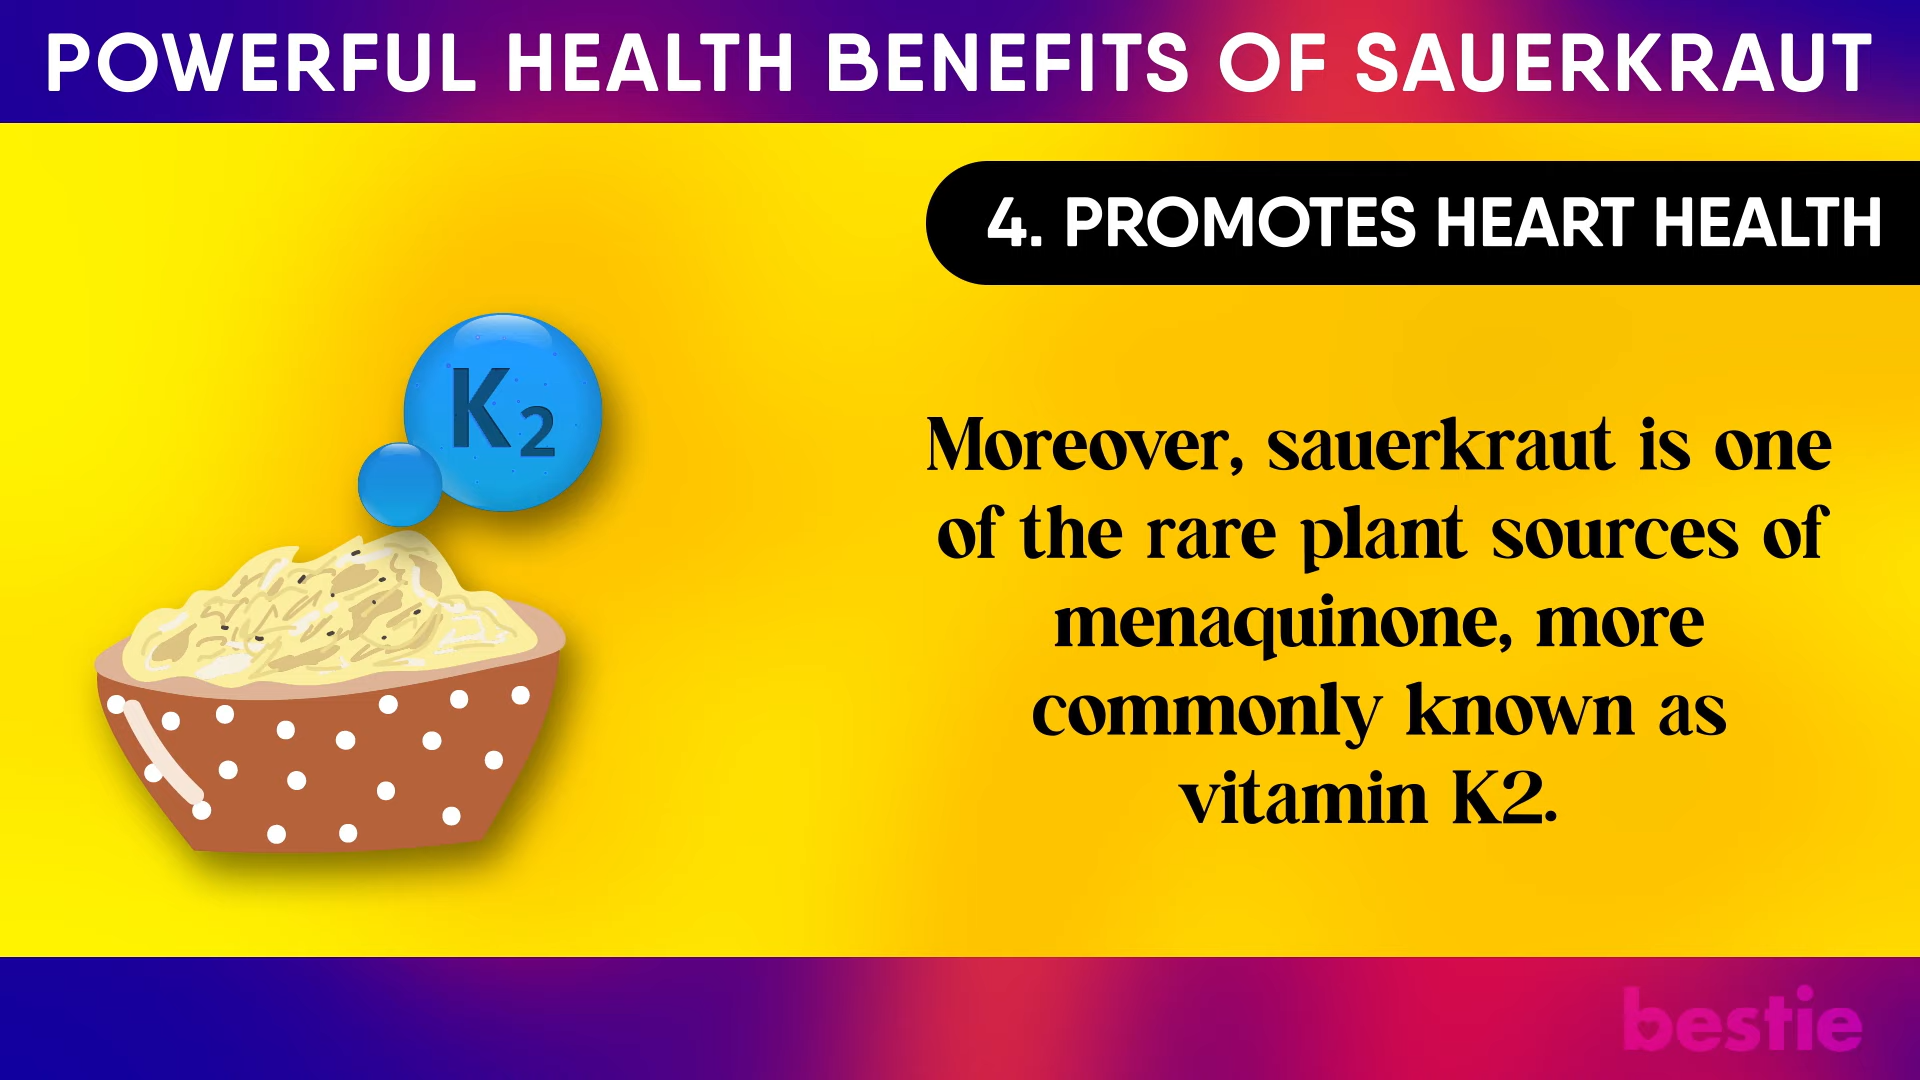 POWERFUL HEALTH BENEFITS OF SAUERKRAUT
4. PROMOTES HEART HEALTH
K2
Moreover, sauerkraut is one
of the rare plant sources of
menaquinone, more
commonly known as
vitamin K2.
bestie